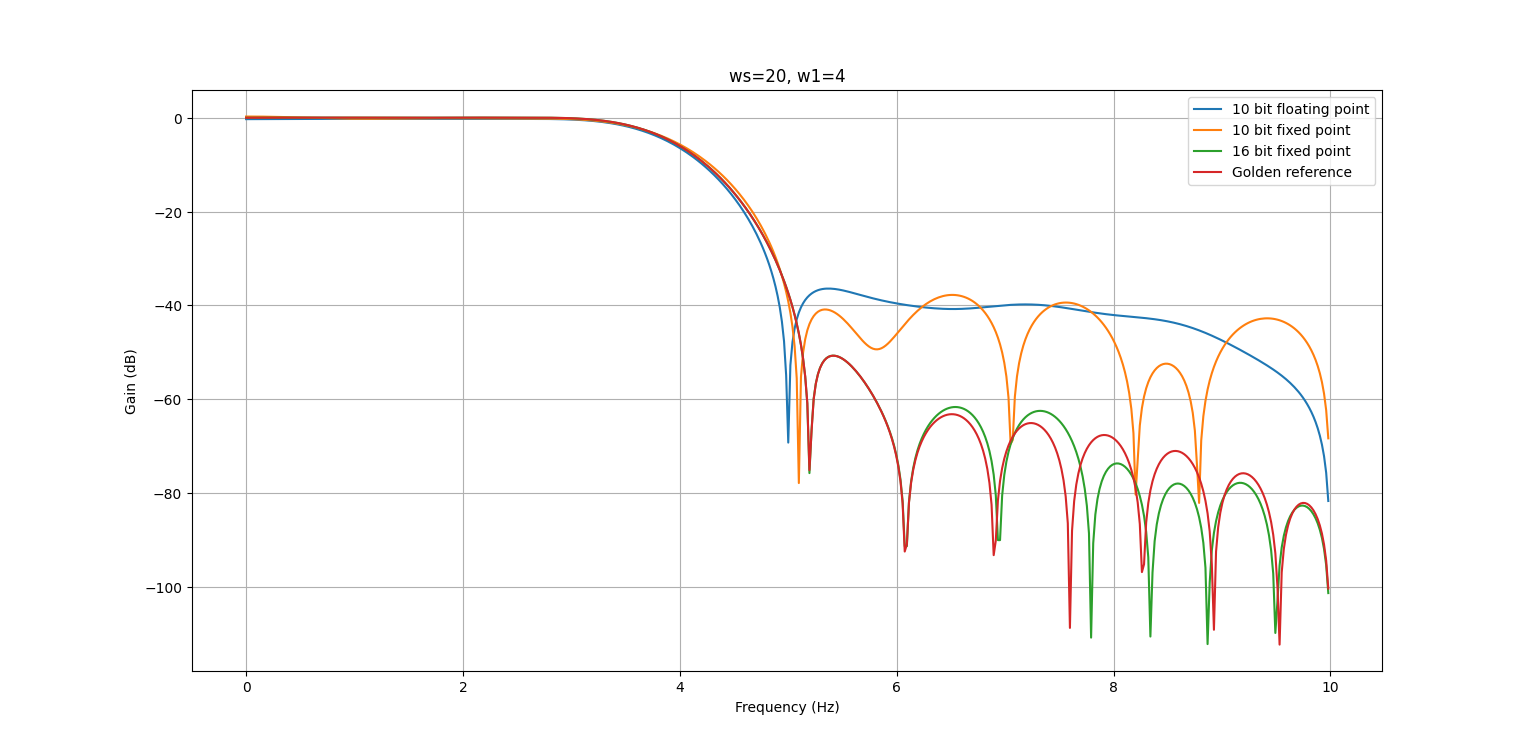 ws=20, w1=4
10 bit floating point
10 bit fixed point
16 bit fixed point
Golden reference
0
−20
−40
−60
−80
−100
Gain (dB)
0 2 4 6 8 10
Frequency (Hz)